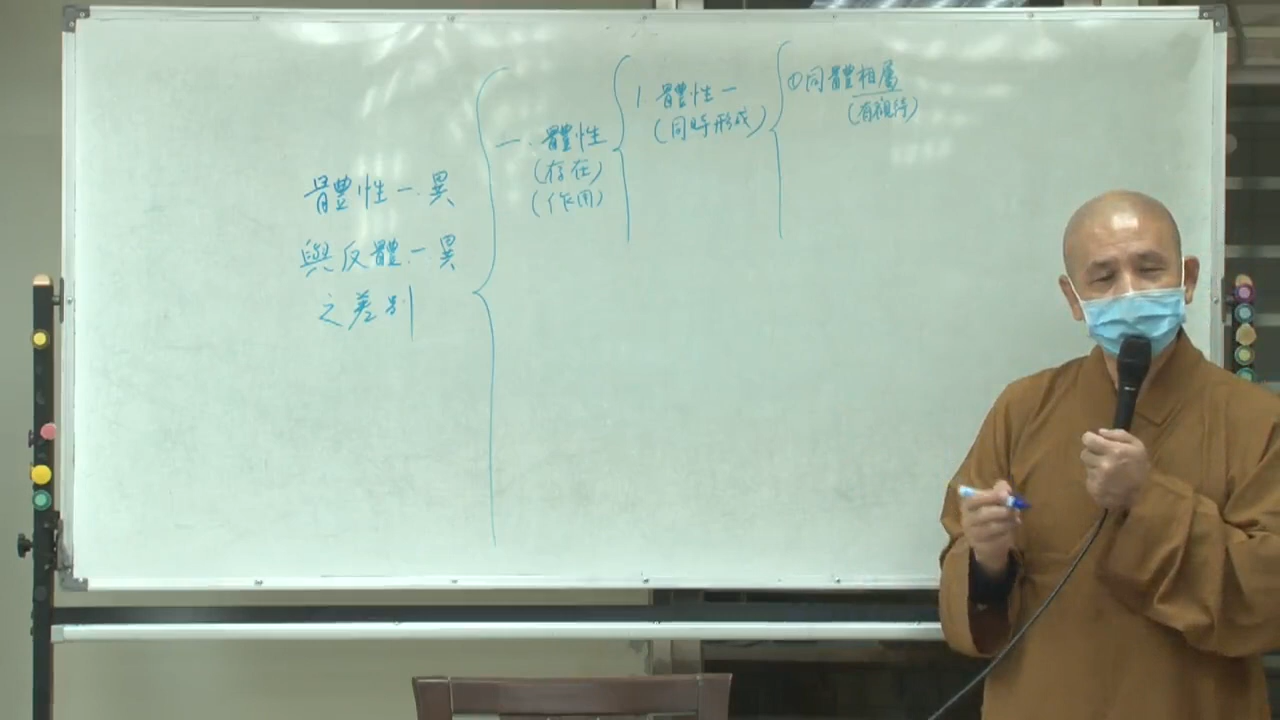 體性一.異
與反體.一異
之差別
一.體性
(存在)
(作用)
1.體性一
(同時形成)
①同體相屬
(有觀待)